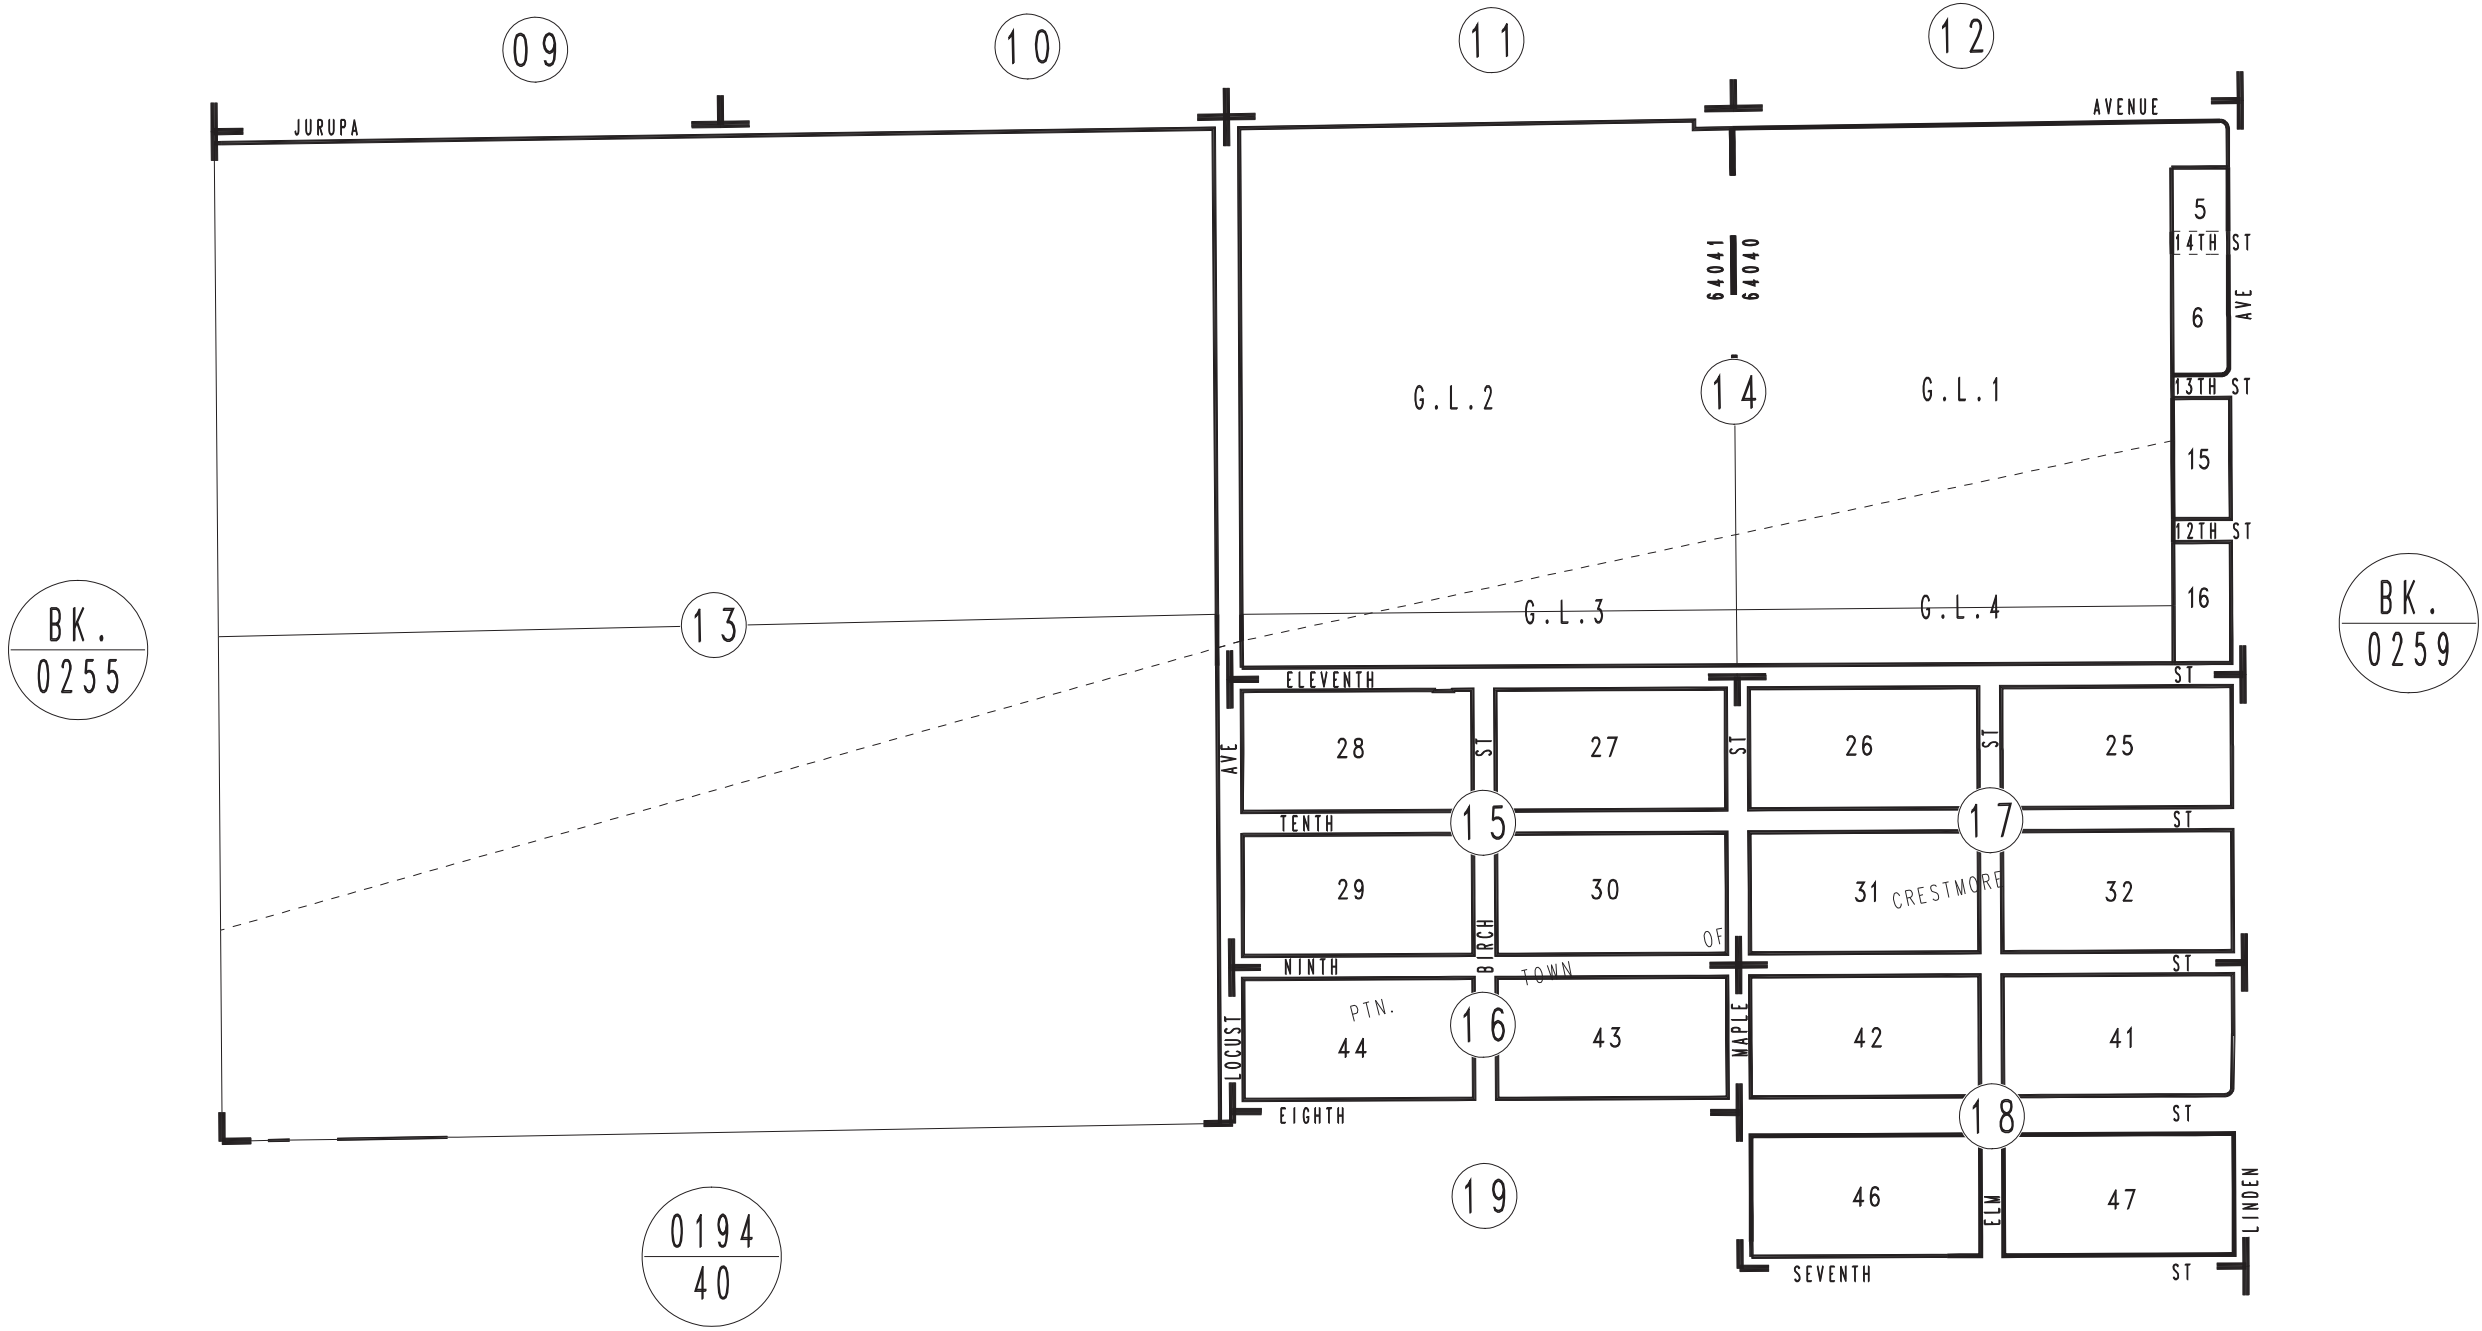 09
10
11
12
JURUPA
AVENUE
5
14TH ST
64041
64040
AVE
6
13TH ST
G.L.2
14
G.L.1
15
12TH ST
BK.
0255
13
G.L.3
G.L.4
16
BK.
0259
ELEVENTH
ST
AVE
28
ST
27
ST
26
ST
25
TENTH
15
17
ST
29
30
31
CRESTMORE
32
BIRCH
OF
NINTH
TOWN
ST
PTN.
LOCUST
44
16
43
MAPLE
42
41
EIGHTH
18
ST
0194
40
19
46
ELM
47
LINDEN
SEVENTH
ST